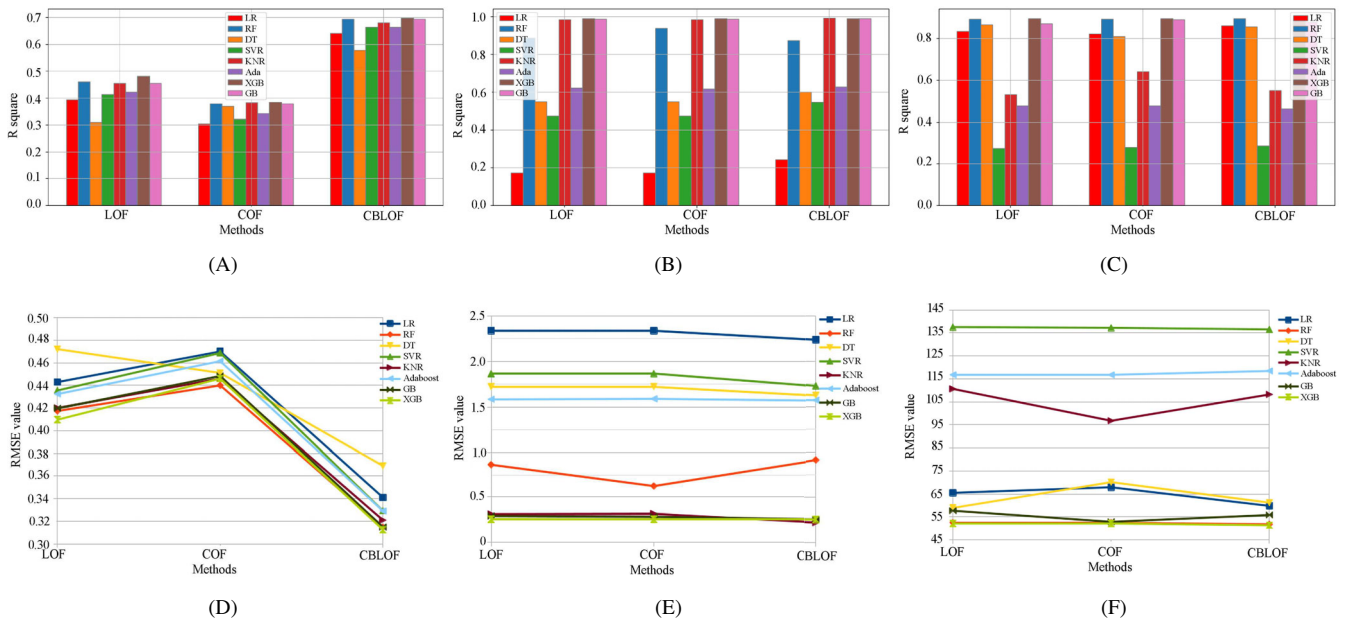 0.7
0.6
0.5
0.4
0.3
0.2
0.1
0.0
R square
LR
RF
DT
SVR
KNR
Ada
XGB
GB
LOF
COF
CBLOF
Methods
(A)
1.0
0.8
0.6
0.4
0.2
0.0
R square
LR
RF
DT
SVR
KNR
Ada
XGB
GB
LOF
COF
CBLOF
Methods
(B)
0.8
0.6
0.4
0.2
0.0
R square
LR
RF
DT
SVR
KNR
Ada
XGB
GB
LOF
COF
CBLOF
Methods
(C)
0.50
0.48
0.46
0.44
0.42
0.40
0.38
0.36
0.34
0.32
0.30
RMSE value
LR
RF
DT
SVR
KNR
Adaboost
GB
XGB
LOF
COF
CBLOF
Methods
(D)
2.5
2.0
1.5
1.0
0.5
0
RMSE value
LR
RF
DT
SVR
KNR
Adaboost
GB
XGB
LOF
COF
CBLOF
Methods
(E)
145
135
125
115
105
95
85
75
65
55
45
RMSE value
LR
RF
DT
SVR
KNR
Adaboost
GB
XGB
LOF
COF
CBLOF
Methods
(F)